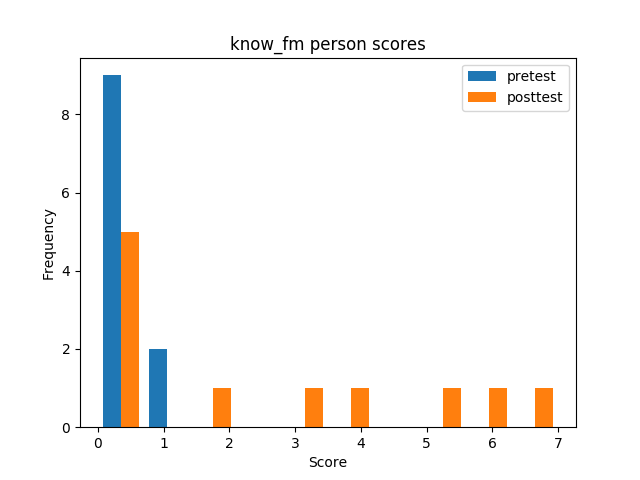 know_fm person scores
pretest
posttest
Frequency
8
6
4
2
0
0 1 2 3 4 5 6 7
Score